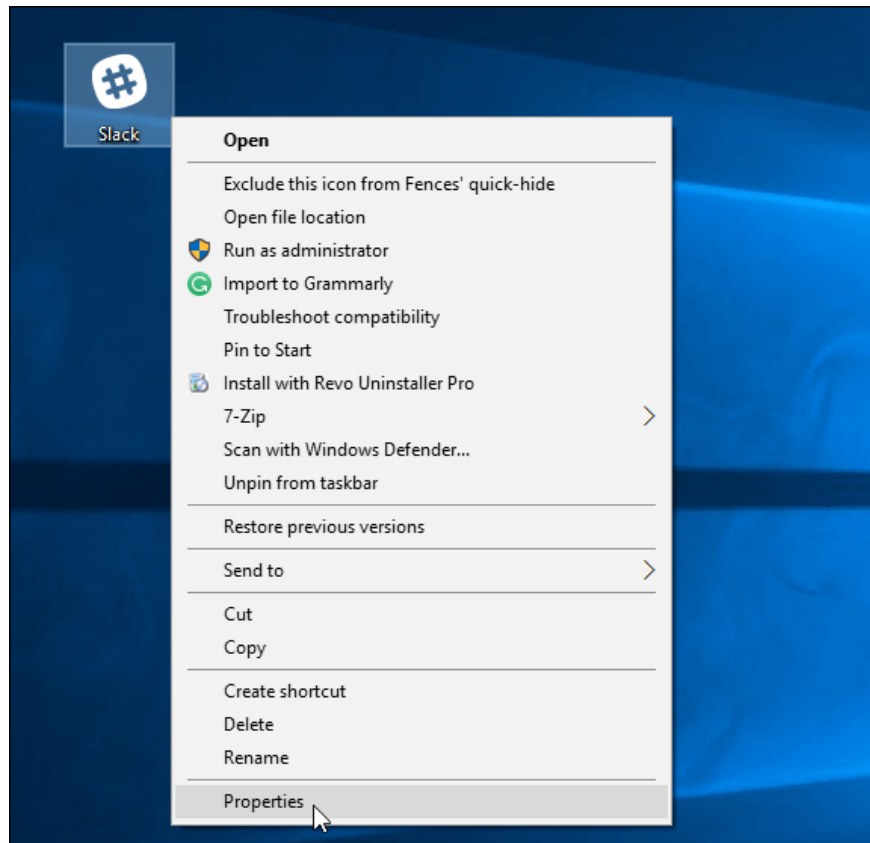 Slack
Open
Exclude this icon from Fences' quick-hide
Open file location
Run as administrator
Import to Grammarly
Troubleshoot compatibility
Pin to Start
Install with Revo Uninstaller Pro
7-Zip
Scan with Windows Defender...
Unpin from taskbar
Restore previous versions
Send to
Cut
Copy
Create shortcut
Delete
Rename
Properties